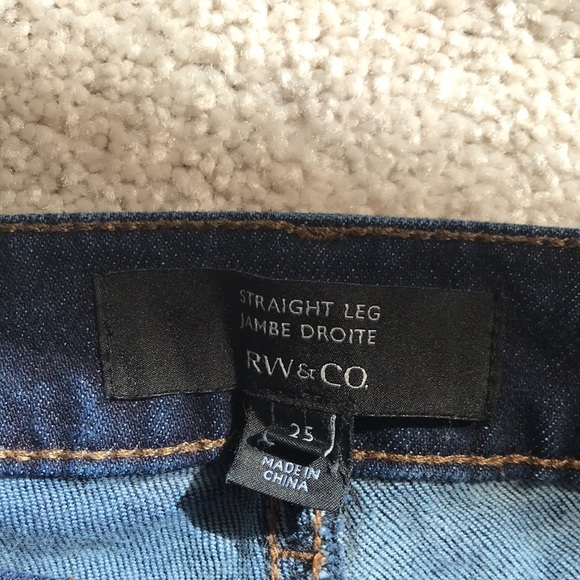 STRAIGHT LEG
JAMBE DROITE
RW&CO.
25
MADE IN
CHINA